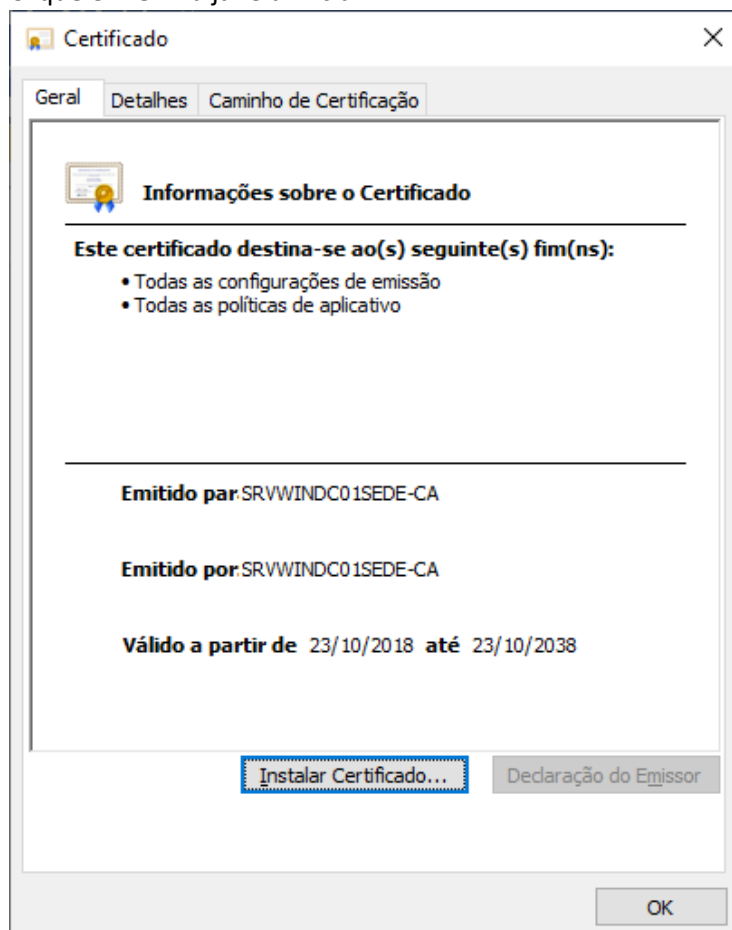 Certificado
Geral Detalhes Caminho de Certificação
Informações sobre o Certificado
Este certificado destina-se ao(s) seguinte(s) fim(ns):
• Todas as configurações de emissão
• Todas as políticas de aplicativo
Emitido par SRVWINDC01SEDE-CA
Emitido por: SRVWINDC01SEDE-CA
Válido a partir de 23/10/2018 até 23/10/2038
Instalar Certificado... Declaração do Emissor
OK